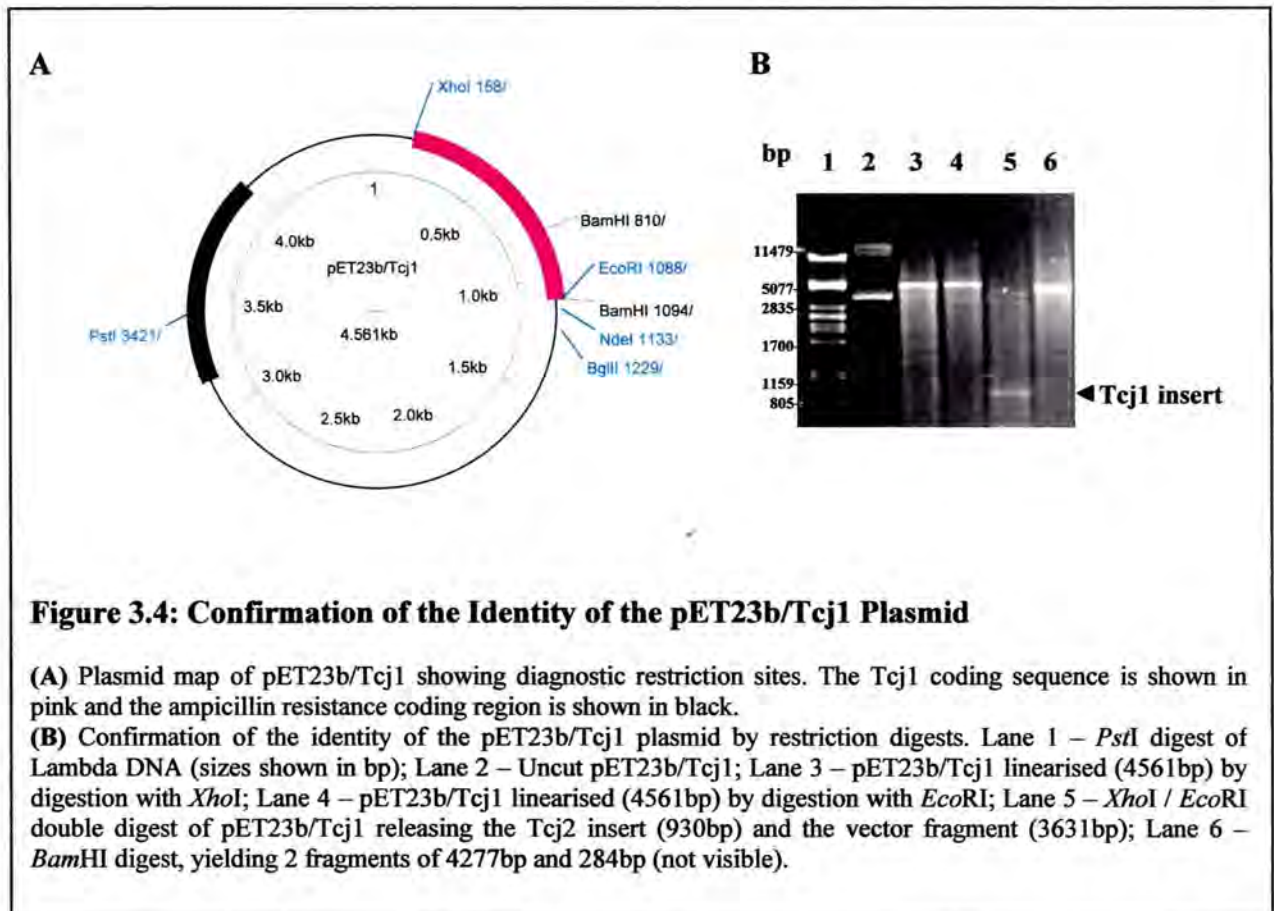 A
XhoI 158/
1
BamHI 810/
4.0kb
0.5kb
pET23b/Tcj1
EcoRI 1088/
3.5kb
1.0kb
BamHI 1094/
PstI 3421/
4.561kb
NdeI 1133/
3.0kb
1.5kb
BglII 1229/
2.5kb
2.0kb
B
bp 1 2 3 4 5 6
11479
5077
2835
1700
1159
805
Tcj1 insert
Figure 3.4: Confirmation of the Identity of the pET23b/Tcj1 Plasmid
(A) Plasmid map of pET23b/Tcj1 showing diagnostic restriction sites. The Tcj1 coding sequence is shown in
pink and the ampicillin resistance coding region is shown in black.
(B) Confirmation of the identity of the pET23b/Tcj1 plasmid by restriction digests. Lane 1 – PstI digest of
Lambda DNA (sizes shown in bp); Lane 2 – Uncut pET23b/Tcj1; Lane 3 – pET23b/Tcj1 linearised (4561bp) by
digestion with XhoI; Lane 4 – pET23b/Tcj1 linearised (4561bp) by digestion with EcoRI; Lane 5 – XhoI / EcoRI
double digest of pET23b/Tcj1 releasing the Tcj2 insert (930bp) and the vector fragment (3631bp); Lane 6 –
BamHI digest, yielding 2 fragments of 4277bp and 284bp (not visible).